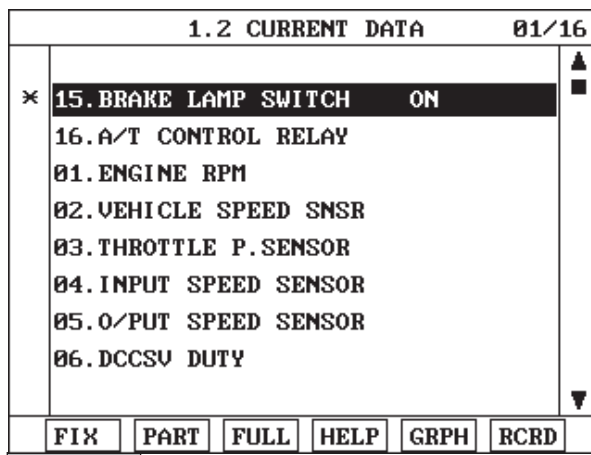 1.2 CURRENT DATA 01/16
* 15.BRAKE LAMP SWITCH ON
16.A/T CONTROL RELAY
01.ENGINE RPM
02.VEHICLE SPEED SNSR
03.THROTTLE P.SENSOR
04.INPUT SPEED SENSOR
05.O/PUT SPEED SENSOR
06.DCCSV DUTY
FIX PART FULL HELP GRPH RCRD